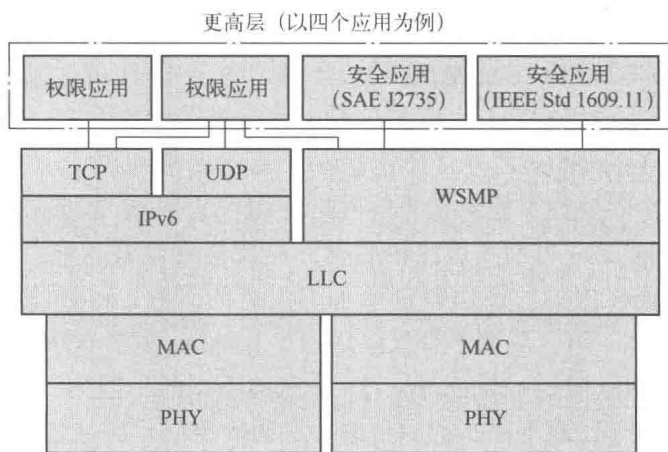 更高层（以四个应用为例）
权限应用
权限应用
安全应用
（SAE J2735）
安全应用
（IEEE Std 1609.11）
TCP
UDP
WSMP
IPv6
LLC
MAC
MAC
PHY
PHY